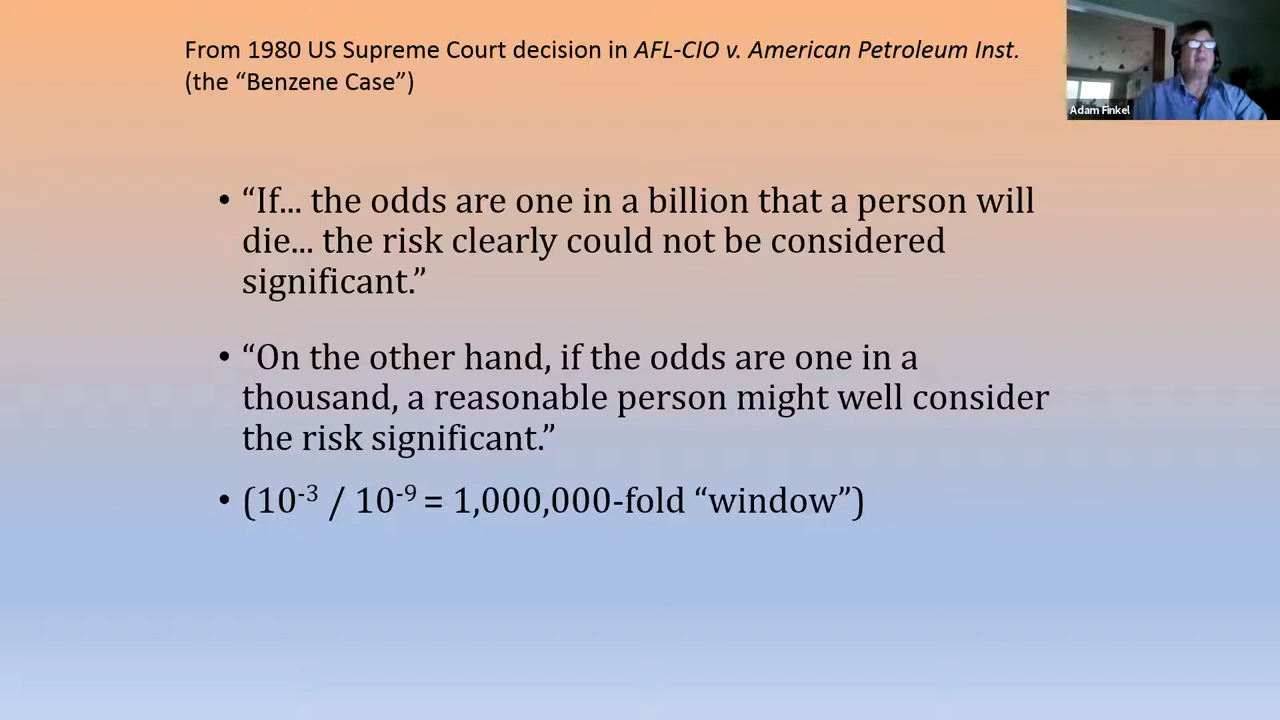 From 1980 US Supreme Court decision in AFL-CIO v. American Petroleum Inst.
(the “Benzene Case”)
Adam Finkel
• “If... the odds are one in a billion that a person will
die... the risk clearly could not be considered
significant.”
• “On the other hand, if the odds are one in a
thousand, a reasonable person might well consider
the risk significant.”
• (10⁻³ / 10⁻⁹ = 1,000,000-fold “window”)